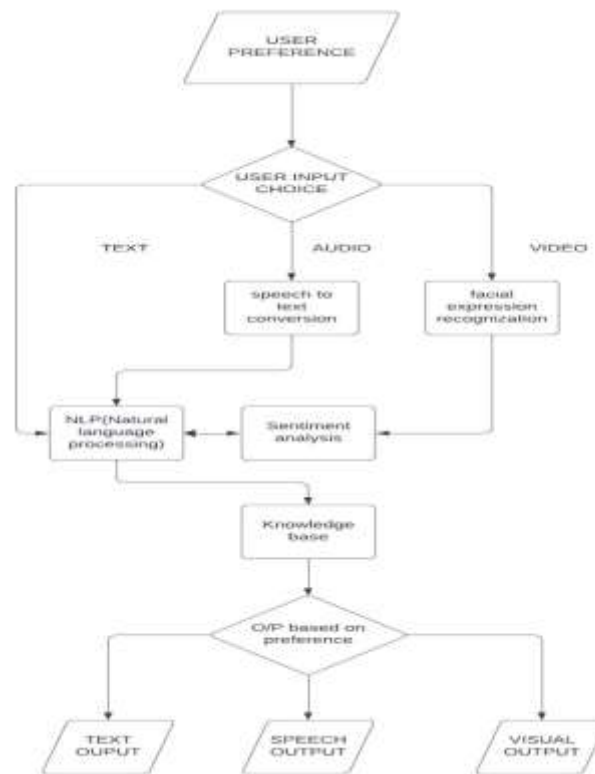 USER
PREFERENCE
USER INPUT
CHOICE
TEXT
AUDIO
VIDEO
speech to
text
conversion
facial
expression
recognization
NLP(Natural
language
processing)
Sentiment
analysis
Knowledge
base
O/P based on
preference
TEXT
OUPUT
SPEECH
OUTPUT
VISUAL
OUTPUT